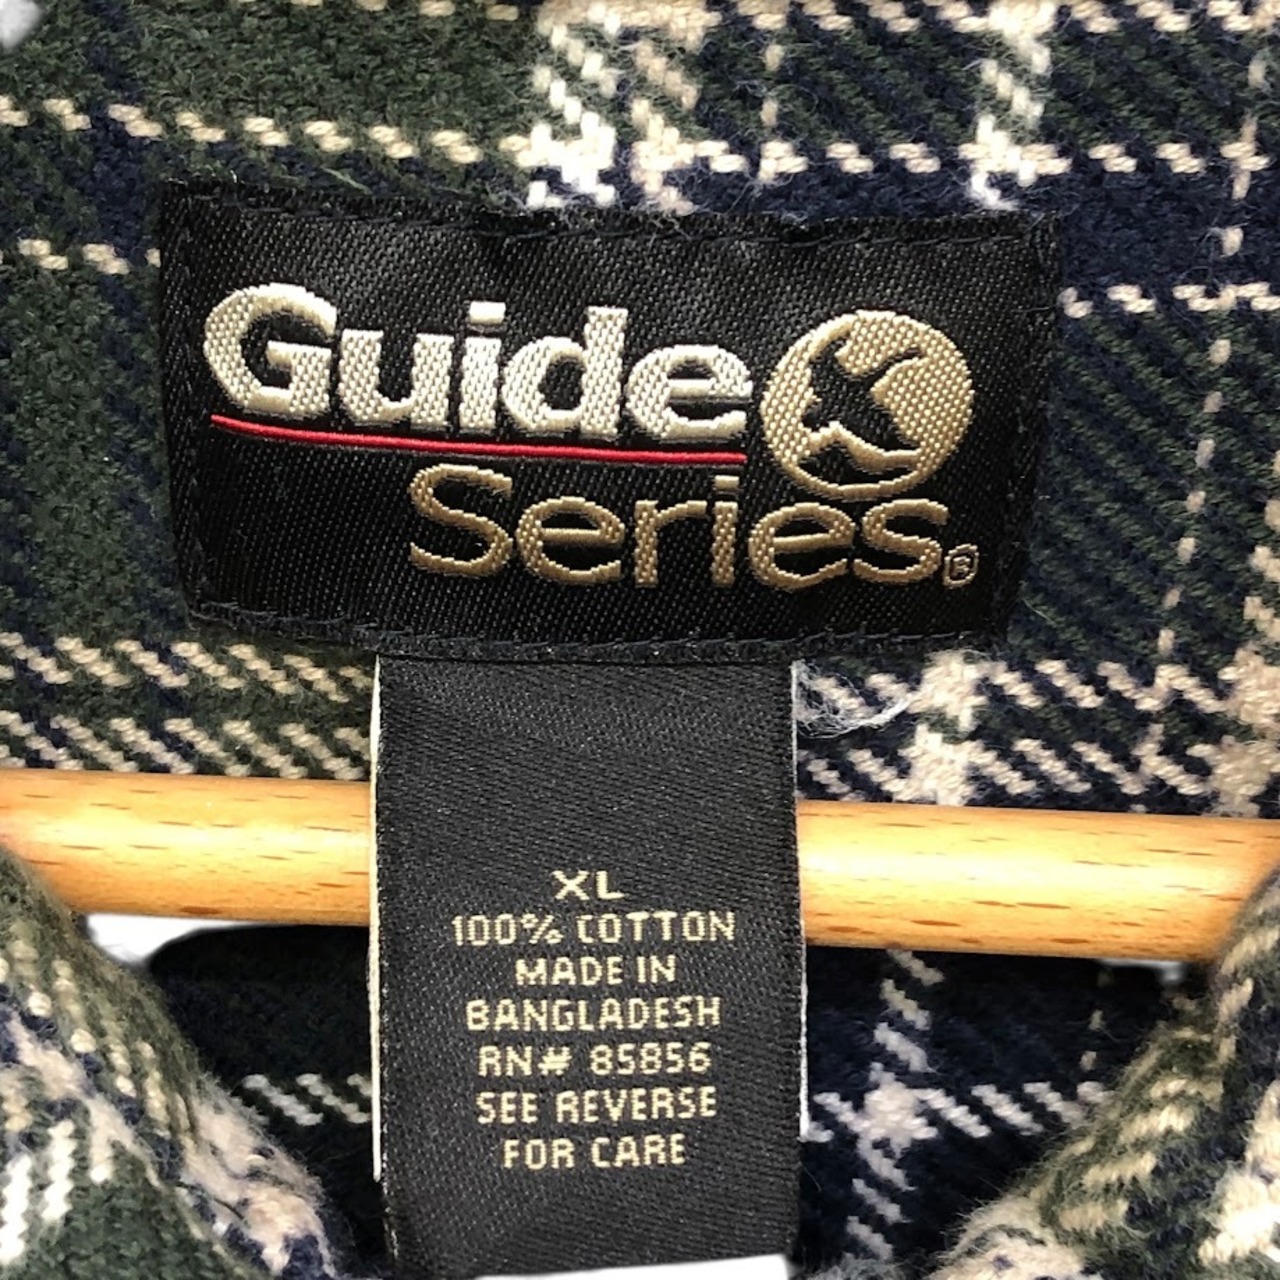 Guide
Series®
XL
100% COTTON
MADE IN
BANGLADESH
RN# 85856
SEE REVERSE
FOR CARE